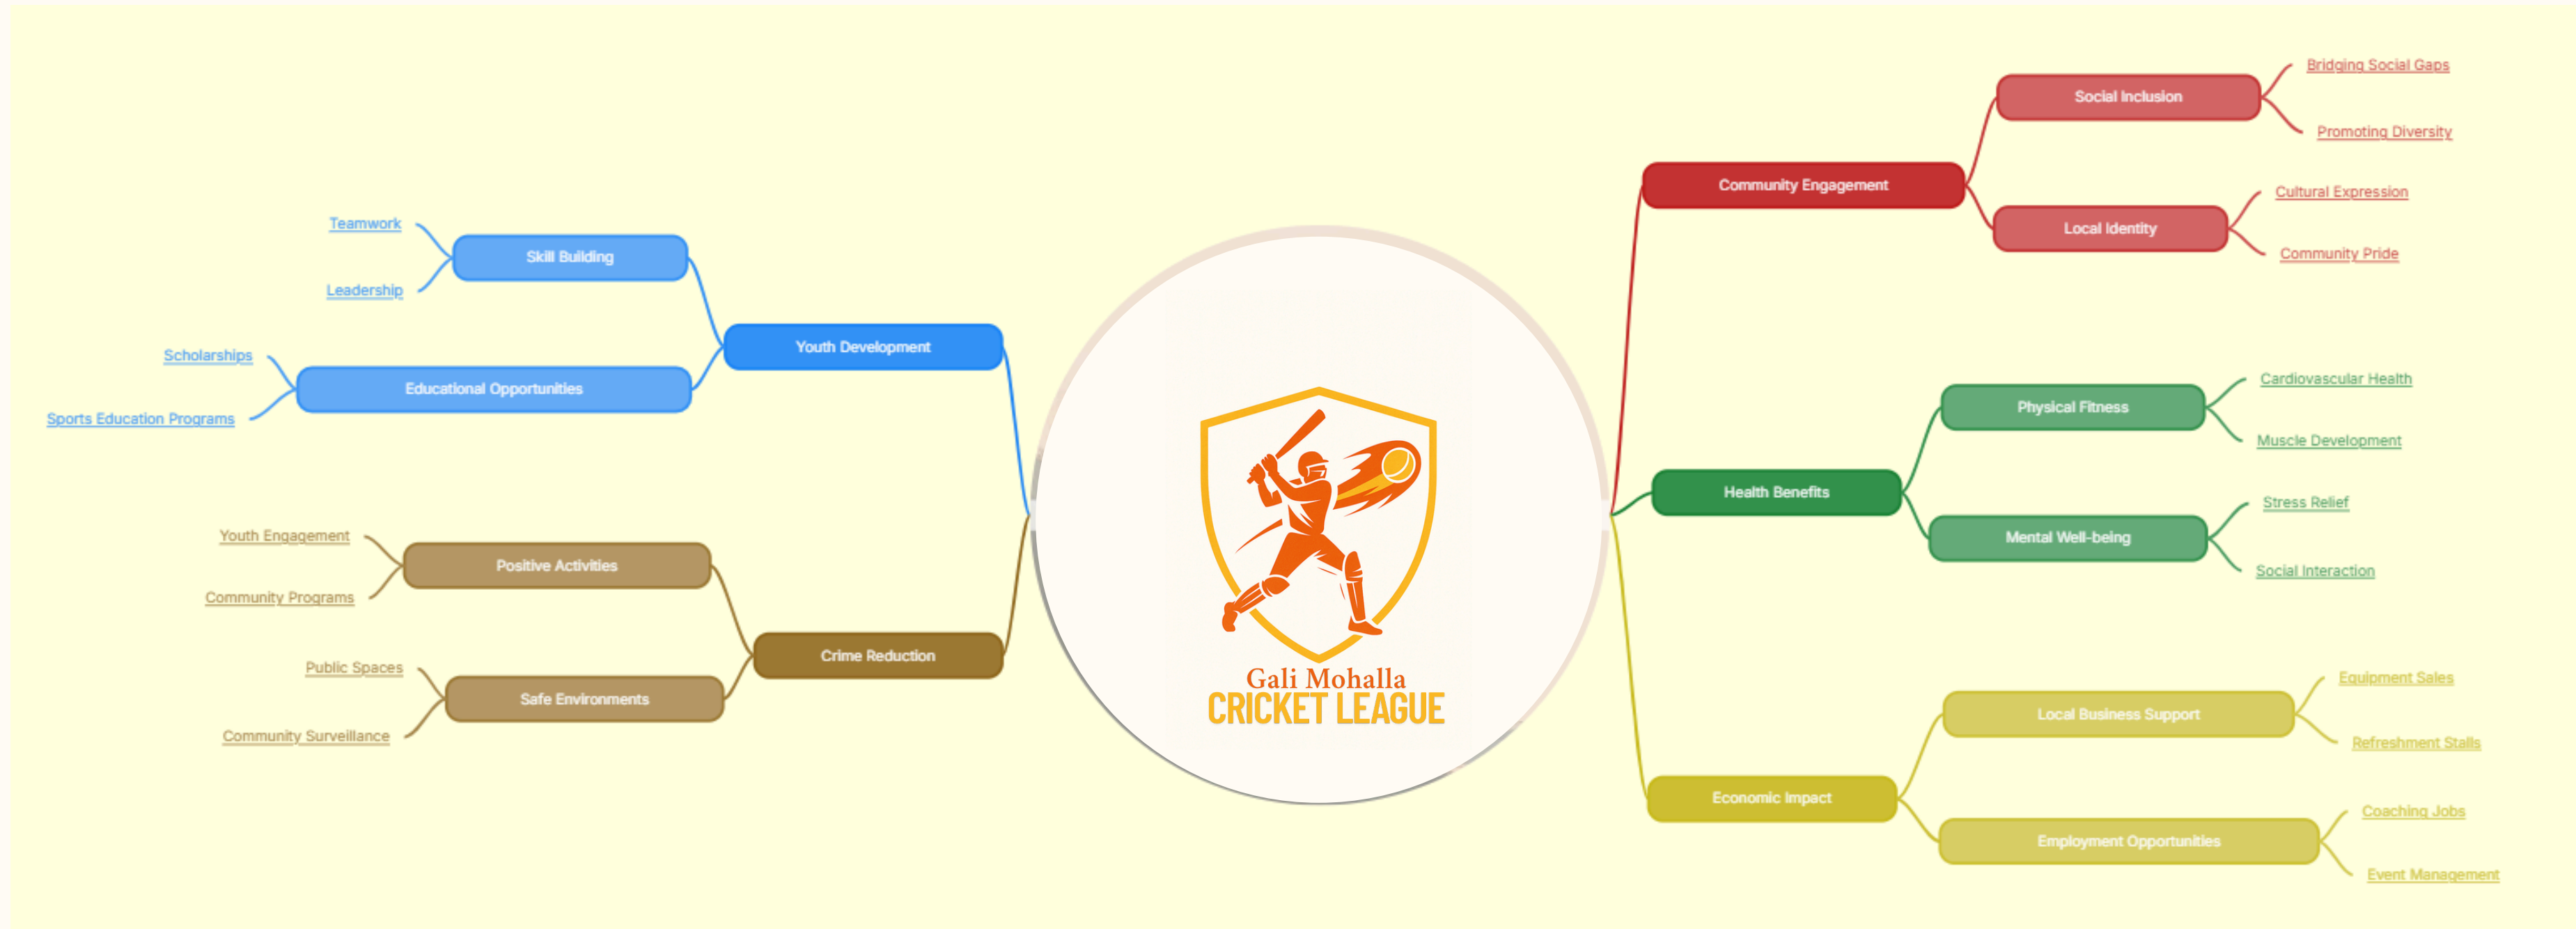 Teamwork
Skill Building
Leadership
Youth Development
Scholarships
Educational Opportunities
Sports Education Programs
Youth Engagement
Positive Activities
Community Programs
Crime Reduction
Public Spaces
Safe Environments
Community Surveillance
Gali Mohalla
CRICKET LEAGUE
Community Engagement
Social Inclusion
Bridging Social Gaps
Promoting Diversity
Local Identity
Cultural Expression
Community Pride
Health Benefits
Physical Fitness
Cardiovascular Health
Muscle Development
Mental Well-being
Stress Relief
Social Interaction
Economic Impact
Local Business Support
Equipment Sales
Refreshment Stalls
Employment Opportunities
Coaching Jobs
Event Management